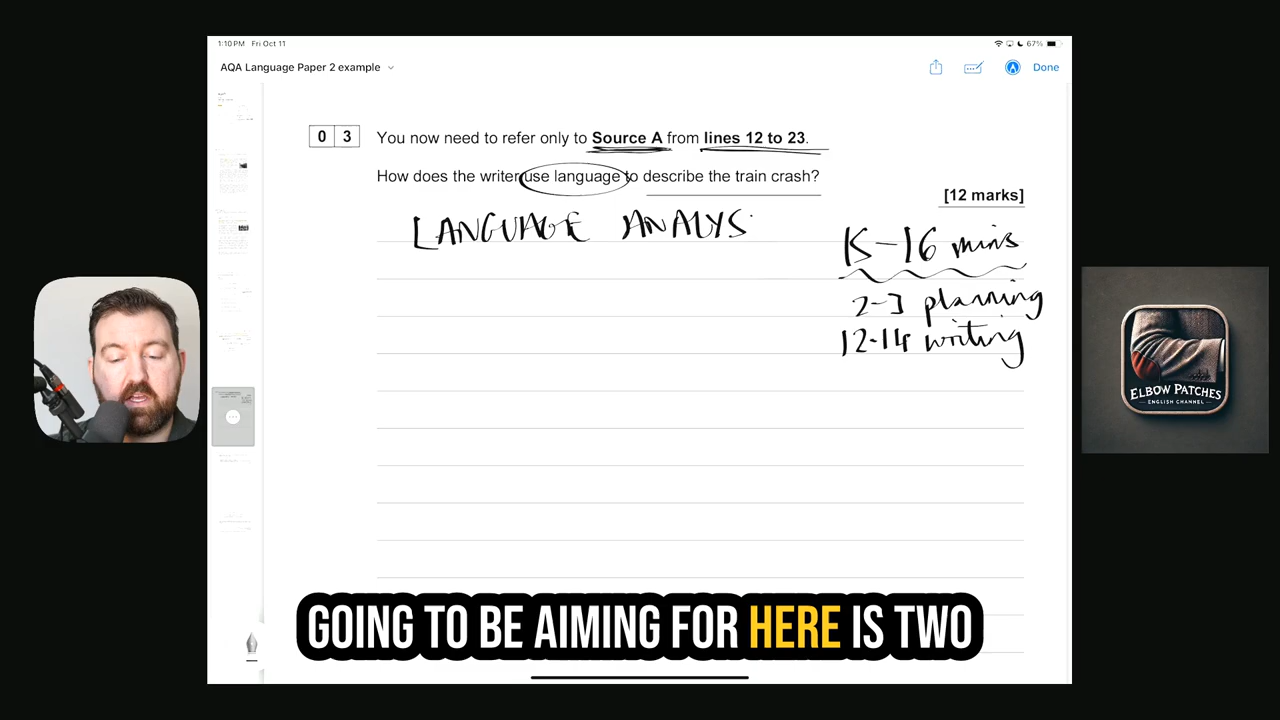 1:10 PM Fri Oct 11
67%
AQA Language Paper 2 example
Done
0 3 You now need to refer only to Source A from lines 12 to 23.
How does the writer use language to describe the train crash?
[12 marks]
LANGUAGE ANALYS
15-16 mins
2-3 planning
12-14 writing
ELBOW PATCHES
ENGLISH CHANNEL
GOING TO BE AIMING FOR HERE IS TWO